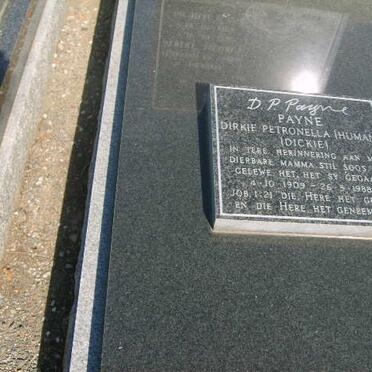 D. P. Payne
PAYNE
DIRKIE PETRONELLA (HUMAN
(DICKIE)
IN TERE HERINNERING AAN
DIERBARE MAMMA. STIL SOOS
GELEWE HET, HET SY GEGA
4·10·1909 - 26·5·1988
JOB 1:21 DIE HERE HET G
EN DIE HERE HET GENEEM